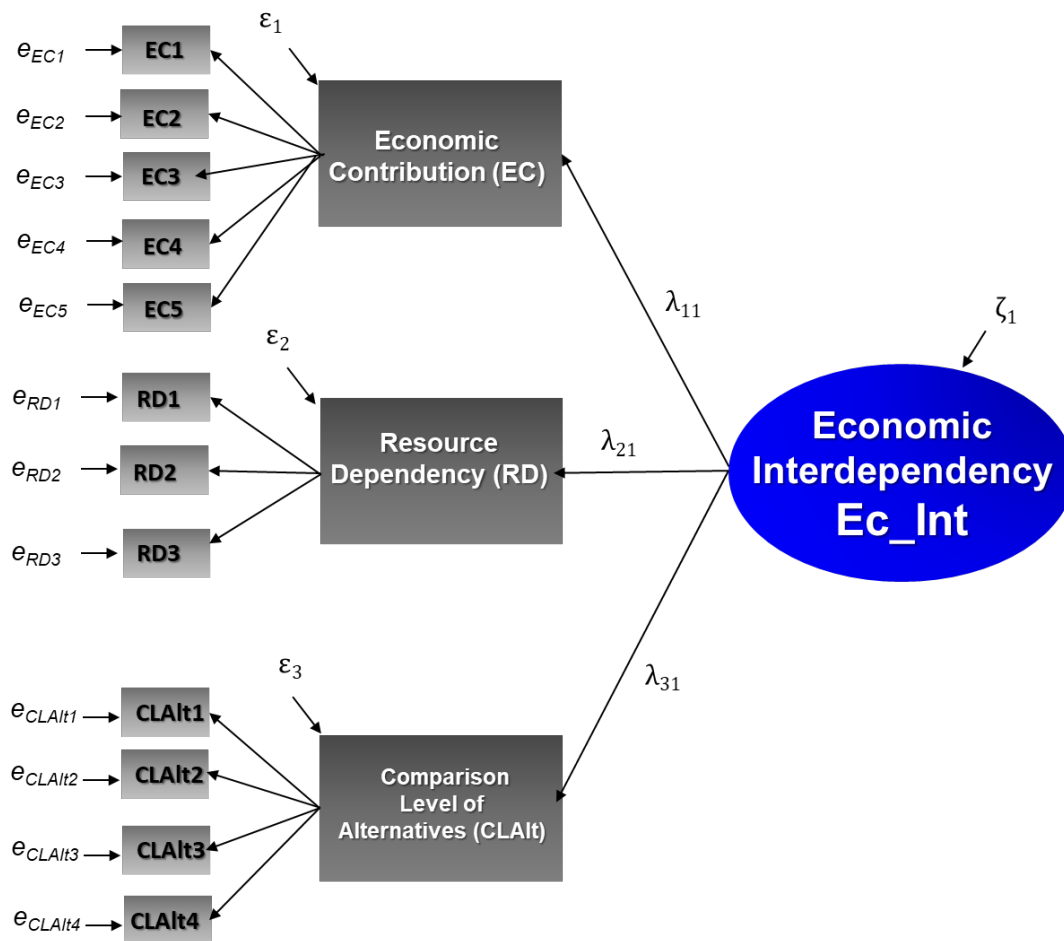 ε₁
e_EC1
EC1
e_EC2
EC2
e_EC3
EC3
e_EC4
EC4
e_EC5
EC5
Economic
Contribution (EC)
λ₁₁
ε₂
e_RD1
RD1
e_RD2
RD2
e_RD3
RD3
Resource
Dependency (RD)
λ₂₁
ζ₁
Economic
Interdependency
Ec_Int
ε₃
e_CLAlt1
CLAlt1
e_CLAlt2
CLAlt2
e_CLAlt3
CLAlt3
e_CLAlt4
CLAlt4
Comparison
Level of
Alternatives (CLAlt)
λ₃₁